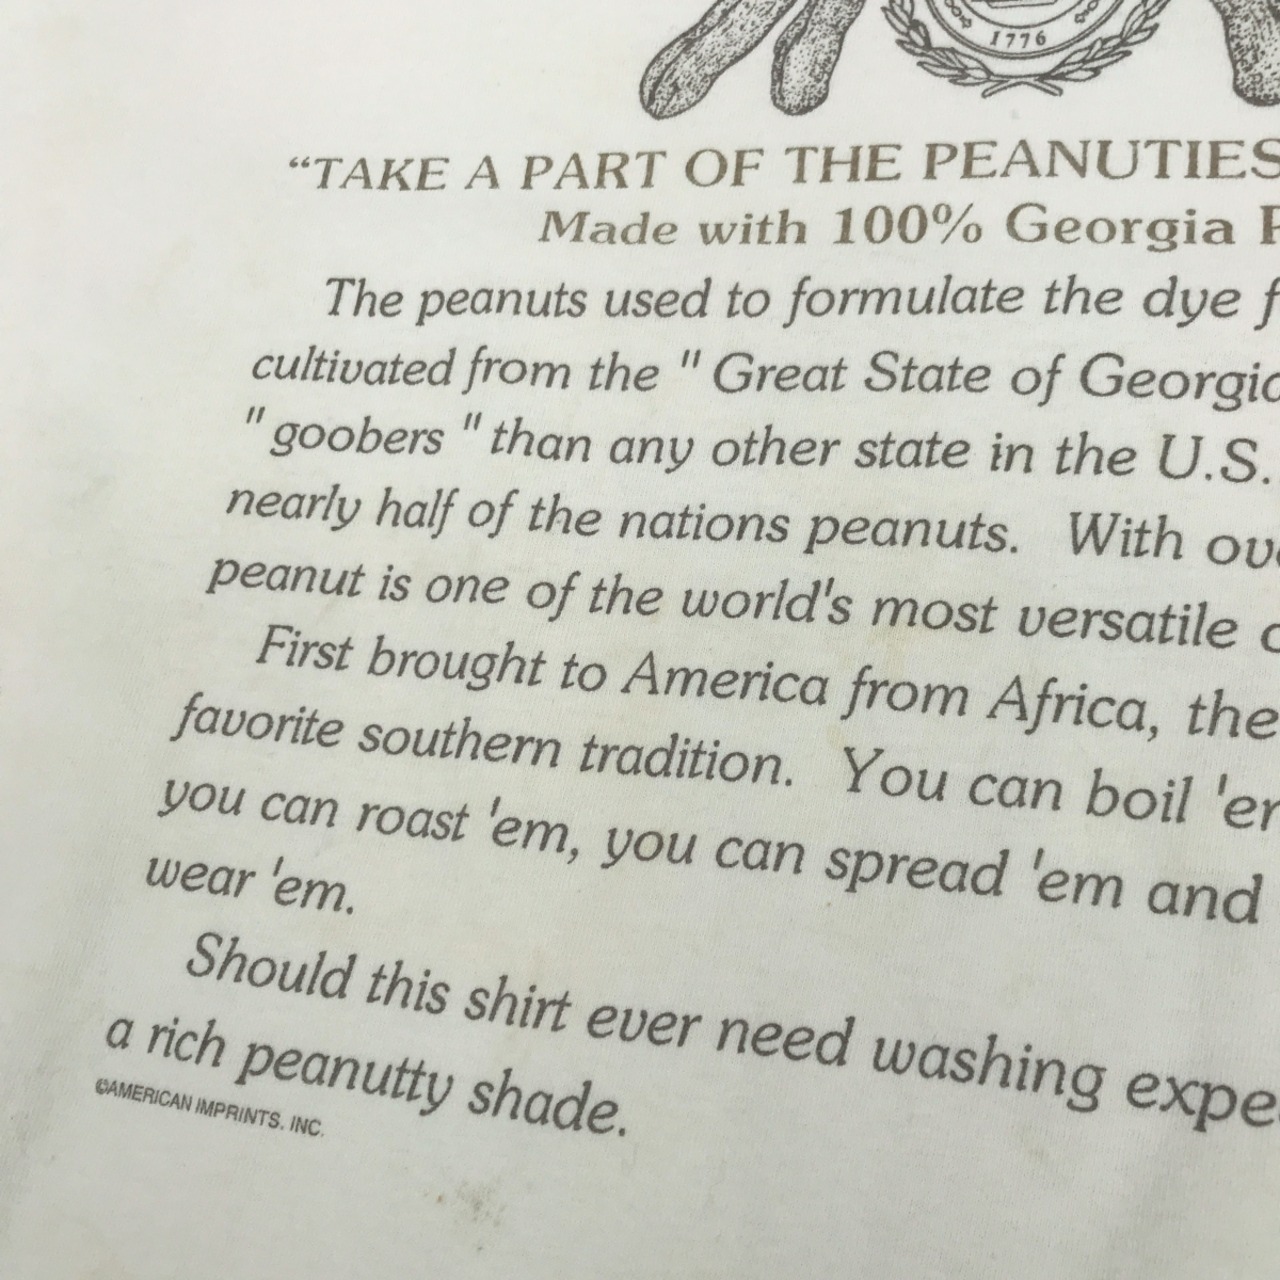 1776
"TAKE A PART OF THE PEANUTIES
Made with 100% Georgia
The peanuts used to formulate the dye
cultivated from the " Great State of Georgia
" goobers " than any other state in the U.S.
nearly half of the nations peanuts. With
peanut is one of the world's most versatile
First brought to America from Africa, the
favorite southern tradition. You can boil
you can roast 'em, you can spread 'em and
wear 'em.
Should this shirt ever need washing
a rich peanutty shade.
©AMERICAN IMPRINTS. INC.